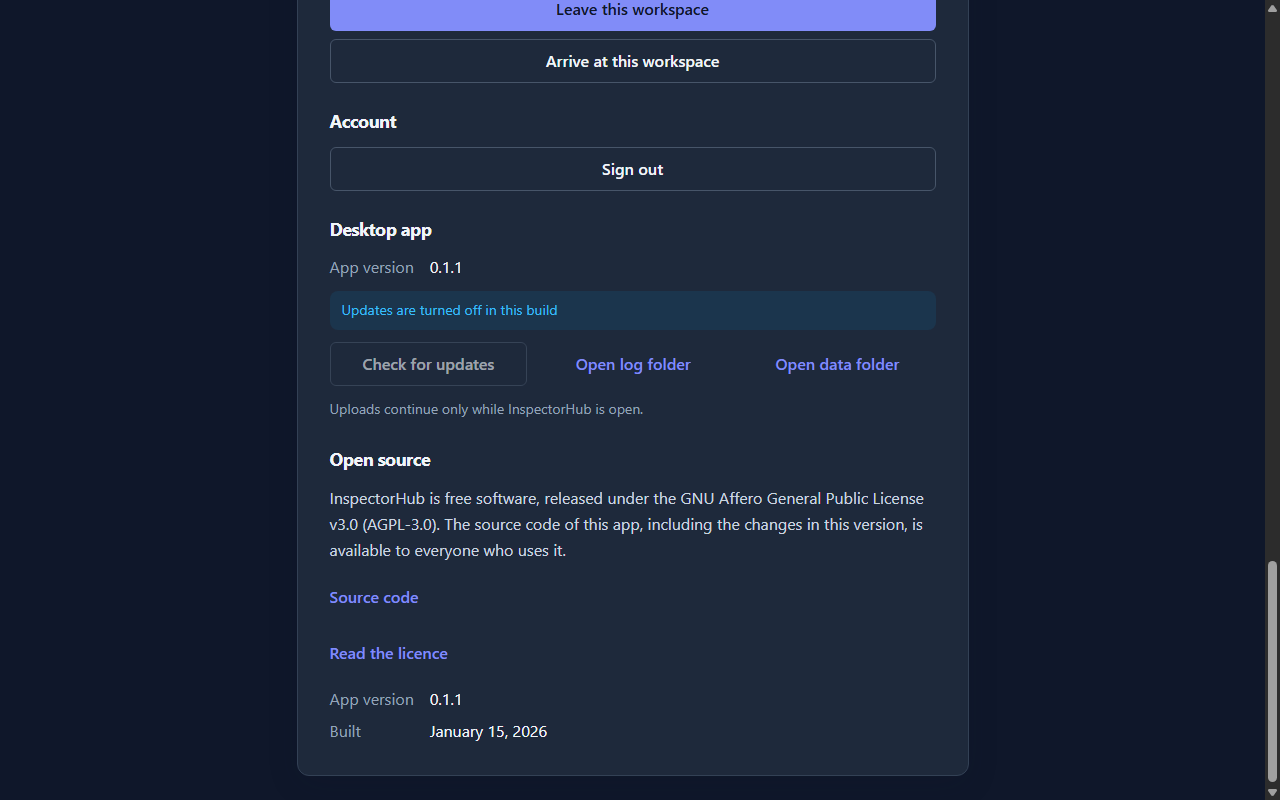 Leave this workspace
Arrive at this workspace
Account
Sign out
Desktop app
App version 0.1.1
Updates are turned off in this build
Check for updates Open log folder Open data folder
Uploads continue only while InspectorHub is open.
Open source
InspectorHub is free software, released under the GNU Affero General Public License
v3.0 (AGPL-3.0). The source code of this app, including the changes in this version, is
available to everyone who uses it.
Source code
Read the licence
App version 0.1.1
Built January 15, 2026